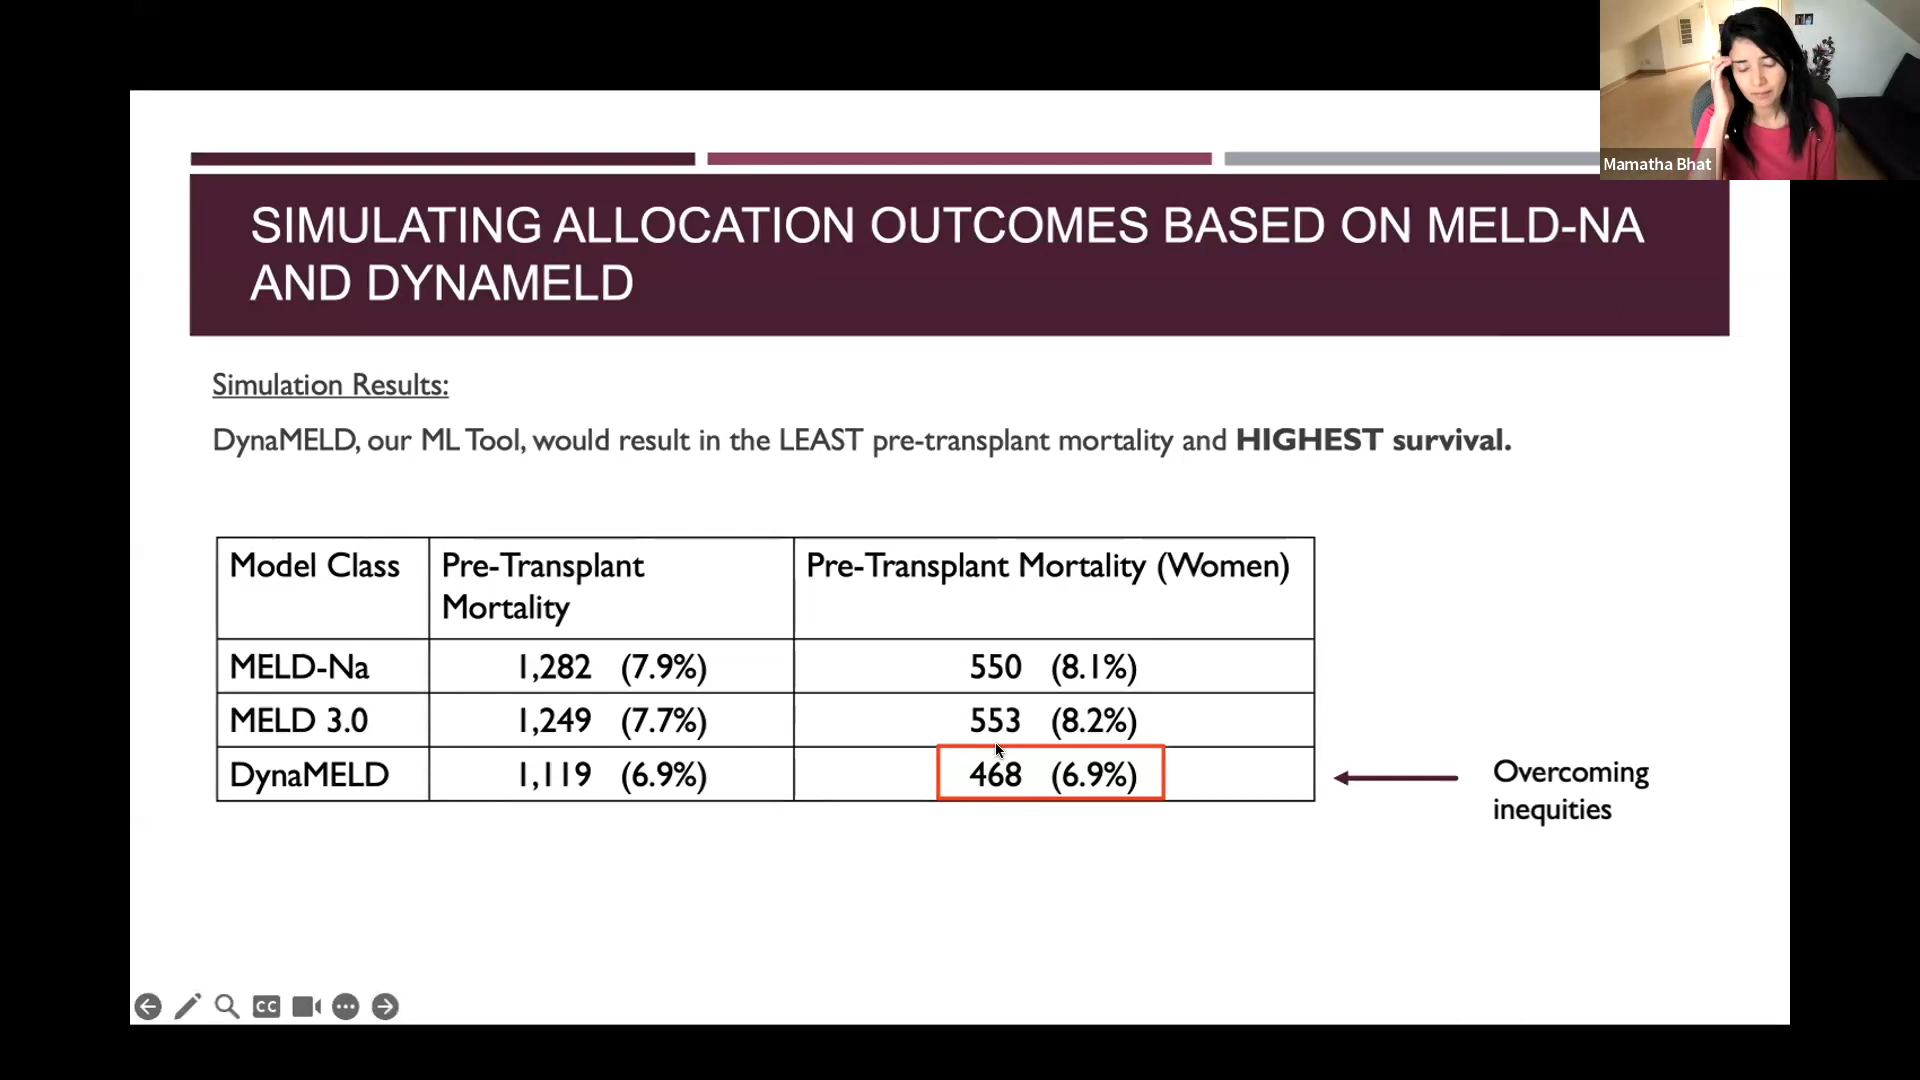 Mamatha Bhat
SIMULATING ALLOCATION OUTCOMES BASED ON MELD-NA
AND DYNAMELD
Simulation Results:
DynaMELD, our ML Tool, would result in the LEAST pre-transplant mortality and HIGHEST survival.
Model Class Pre-Transplant Mortality Pre-Transplant Mortality (Women)
MELD-Na 1,282 (7.9%) 550 (8.1%)
MELD 3.0 1,249 (7.7%) 553 (8.2%)
DynaMELD 1,119 (6.9%) 468 (6.9%)
Overcoming
inequities
CC